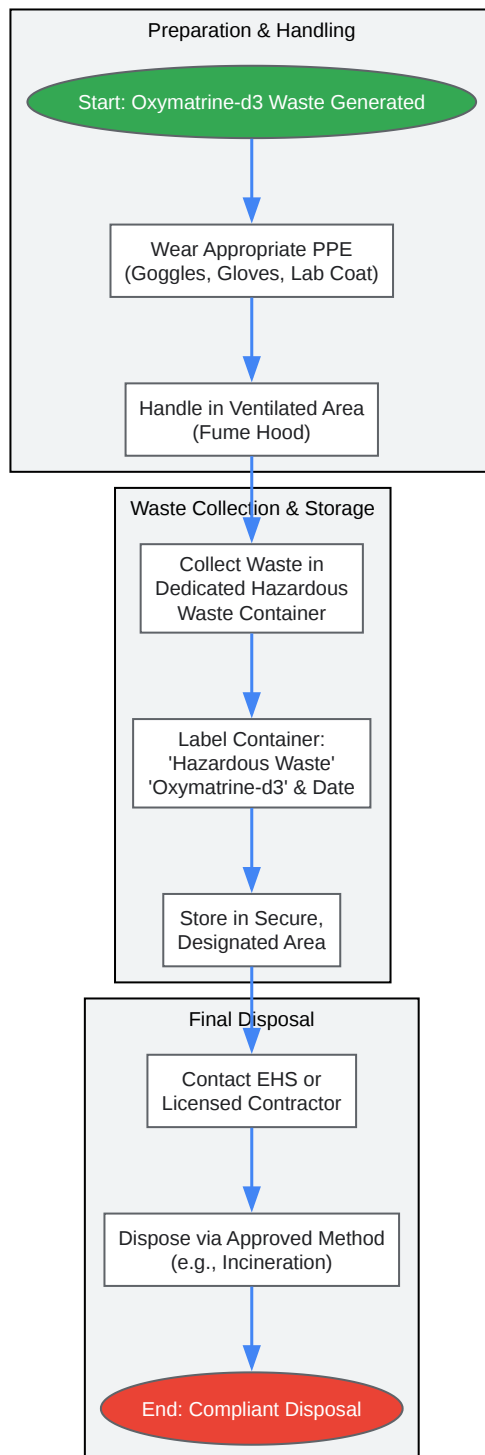 Preparation & Handling
Start: Oxymatrine-d3 Waste Generated
Wear Appropriate PPE
(Goggles, Gloves, Lab Coat)
Handle in Ventilated Area
(Fume Hood)
Waste Collection & Storage
Collect Waste in
Dedicated Hazardous
Waste Container
Label Container:
'Hazardous Waste'
'Oxymatrine-d3' & Date
Store in Secure,
Designated Area
Final Disposal
Contact EHS or
Licensed Contractor
Dispose via Approved Method
(e.g., Incineration)
End: Compliant Disposal